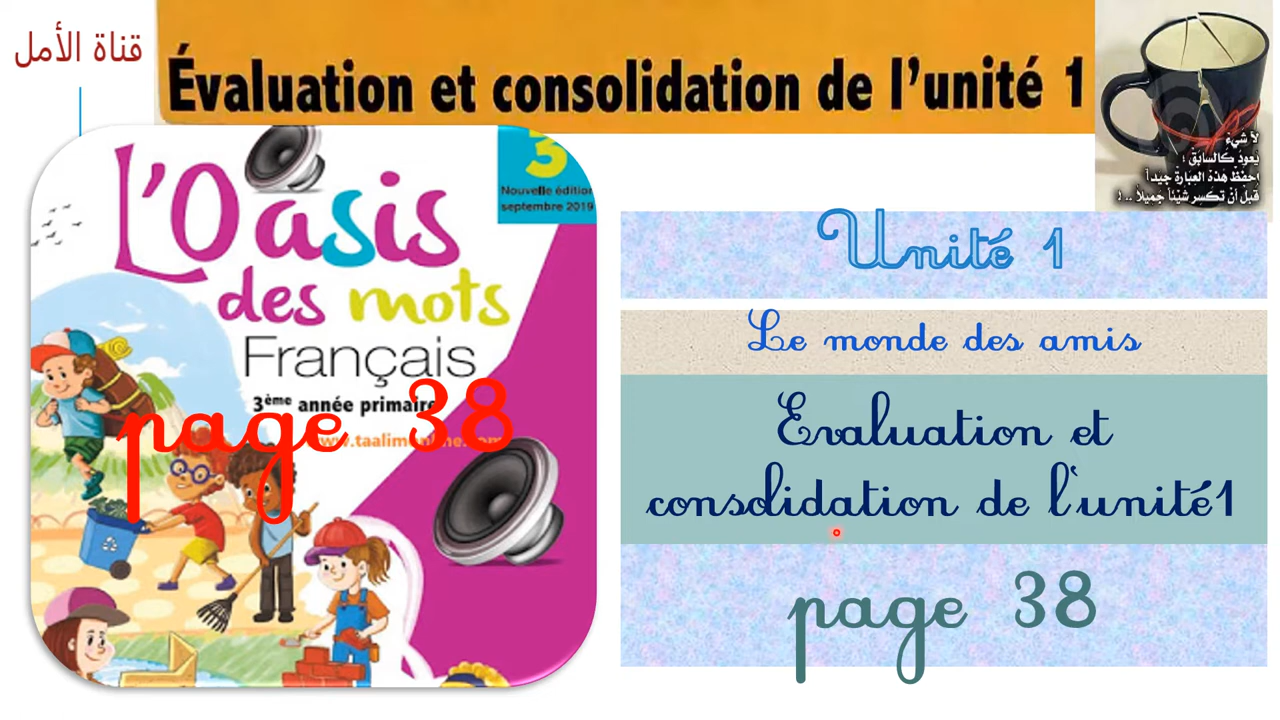 قناة الأمل
Évaluation et consolidation de l'unité 1
لا شيء
يعود كالسابق ؛
احفظ هذه العبارة جيداً
قبل أن تكسر شيئاً جميلاً .. !
3
Nouvelle édition
septembre 2019
L'Oasis
des mots
Français
3ème année primaire
page 38
Unité 1
Le monde des amis
Evaluation et
consolidation de l'unité1
page 38